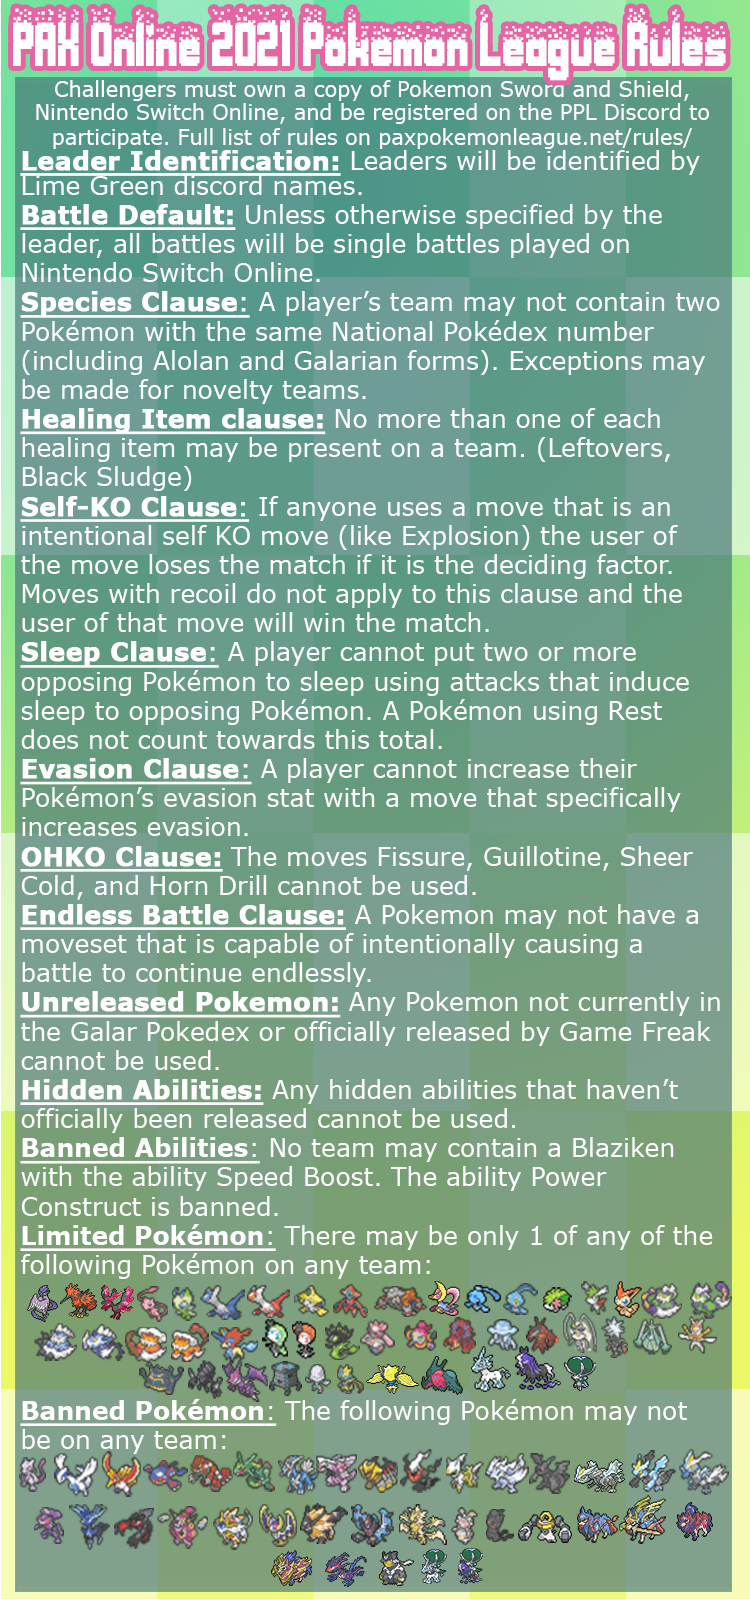 PAX Online 2021 Pokemon League Rules
Challengers must own a copy of Pokemon Sword and Shield,
Nintendo Switch Online, and be registered on the PPL Discord to
participate. Full list of rules on paxpokemonleague.net/rules/
Leader Identification: Leaders will be identified by
Lime Green discord names.
Battle Default: Unless otherwise specified by the
leader, all battles will be single battles played on
Nintendo Switch Online.
Species Clause: A player’s team may not contain two
Pokémon with the same National Pokédex number
(including Alolan and Galarian forms). Exceptions may
be made for novelty teams.
Healing Item clause: No more than one of each
healing item may be present on a team. (Leftovers,
Black Sludge)
Self-KO Clause: If anyone uses a move that is an
intentional self KO move (like Explosion) the user of
the move loses the match if it is the deciding factor.
Moves with recoil do not apply to this clause and the
user of that move will win the match.
Sleep Clause: A player cannot put two or more
opposing Pokémon to sleep using attacks that induce
sleep to opposing Pokémon. A Pokémon using Rest
does not count towards this total.
Evasion Clause: A player cannot increase their
Pokémon’s evasion stat with a move that specifically
increases evasion.
OHKO Clause: The moves Fissure, Guillotine, Sheer
Cold, and Horn Drill cannot be used.
Endless Battle Clause: A Pokemon may not have a
moveset that is capable of intentionally causing a
battle to continue endlessly.
Unreleased Pokemon: Any Pokemon not currently in
the Galar Pokedex or officially released by Game Freak
cannot be used.
Hidden Abilities: Any hidden abilities that haven’t
officially been released cannot be used.
Banned Abilities: No team may contain a Blaziken
with the ability Speed Boost. The ability Power
Construct is banned.
Limited Pokémon: There may be only 1 of any of the
following Pokémon on any team:
Banned Pokémon: The following Pokémon may not
be on any team: